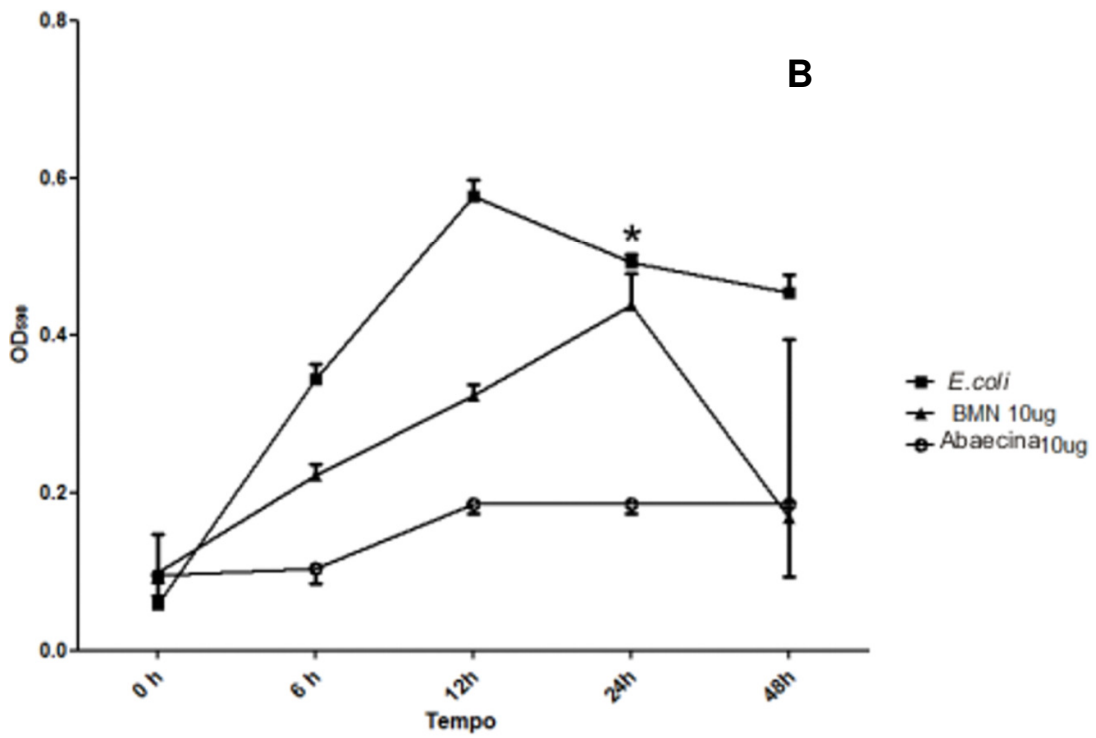 0.8
B
0.6
*
0.4
OD₅₉₈
0.2
0.0
0 h
6 h
12h
24h
48h
Tempo
E.coli
BMN 10ug
Abaecina10ug